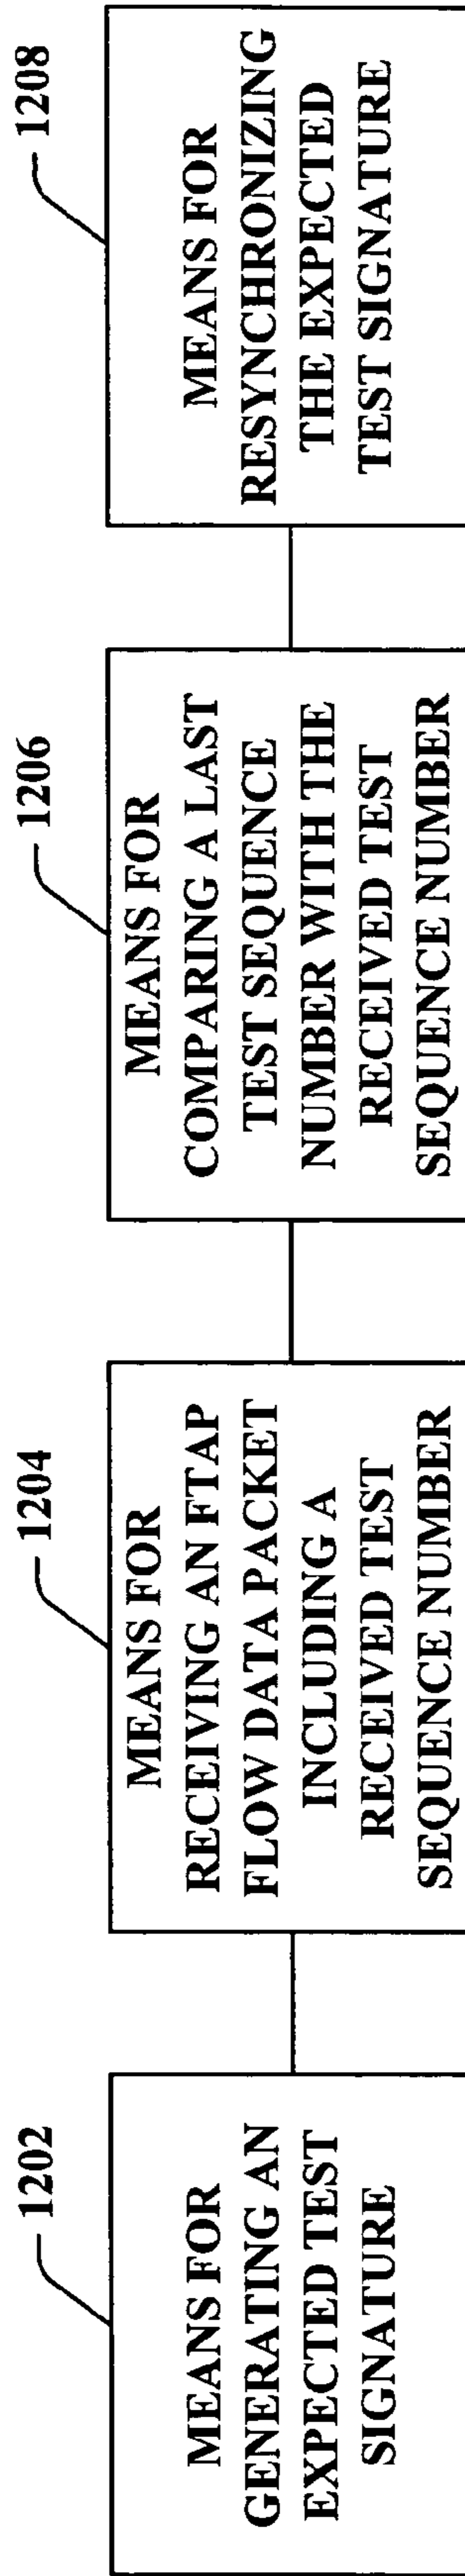 1202
MEANS FOR
GENERATING AN
EXPECTED TEST
SIGNATURE
1204
MEANS FOR
RECEIVING AN FTAP
FLOW DATA PACKET
INCLUDING A
RECEIVED TEST
SEQUENCE NUMBER
1206
MEANS FOR
COMPARING A LAST
TEST SEQUENCE
NUMBER WITH THE
RECEIVED TEST
SEQUENCE NUMBER
1208
MEANS FOR
RESYNCHRONIZING
THE EXPECTED
TEST SIGNATURE